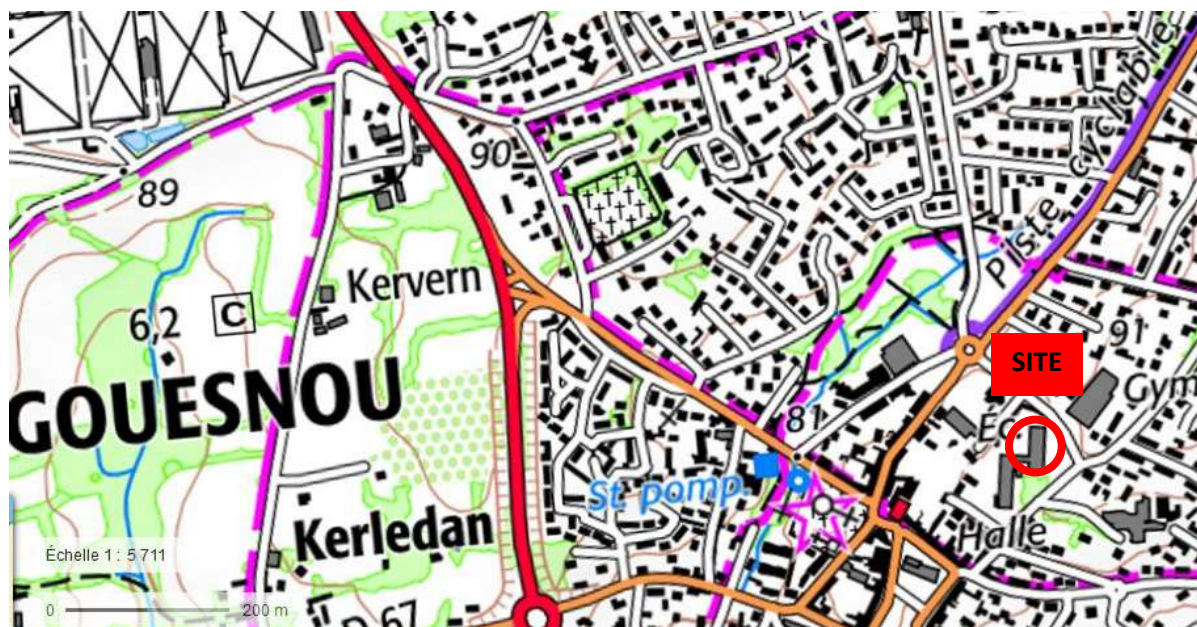 cyclables
Piste
89
90
Kervern
C
6,2
GOUESNOU
SITE
91
Gym
Éc
81
St. pomp.
Halle
Kerledan
Échelle 1 : 5 711
0 200 m
D 67